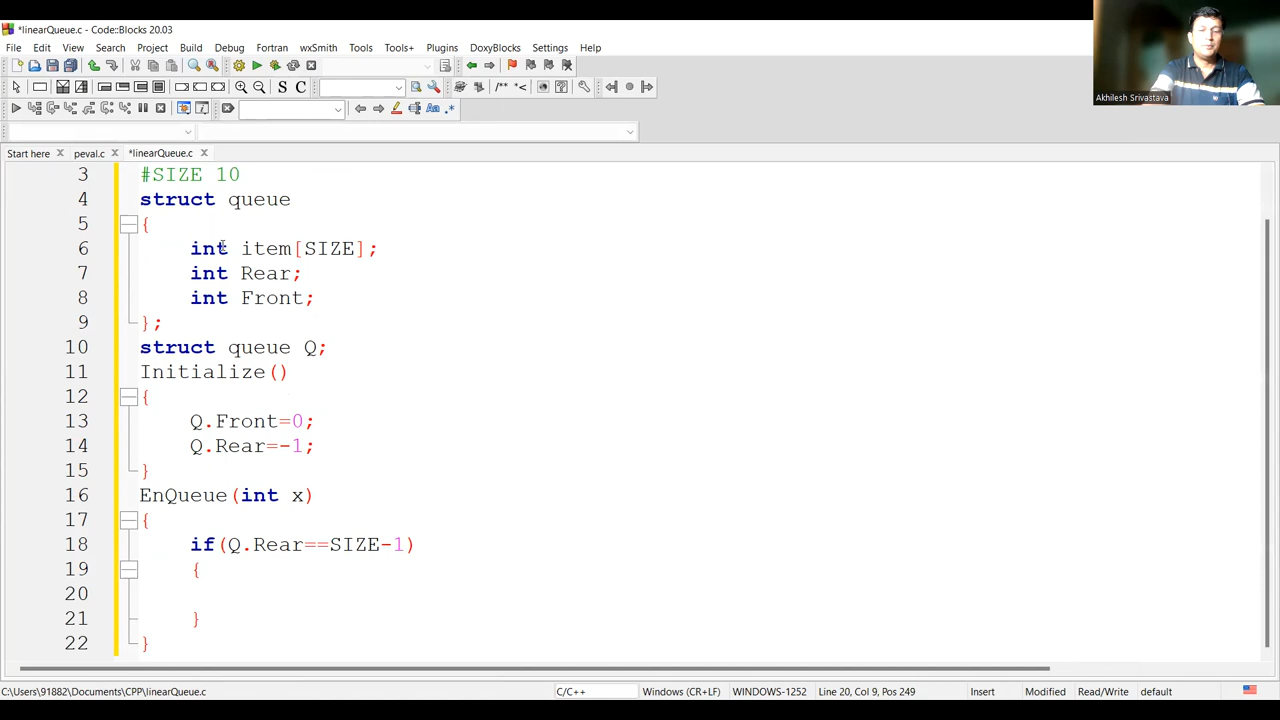 *linearQueue.c - Code::Blocks 20.03
File Edit View Search Project Build Debug Fortran wxSmith Tools Tools+ Plugins DoxyBlocks Settings Help
Akhilesh Srivastava
S C /** *<
Aa .*
Start here peval.c *linearQueue.c
3 #SIZE 10
4 struct queue
5 {
6 int item[SIZE];
7 int Rear;
8 int Front;
9 };
10 struct queue Q;
11 Initialize()
12 {
13 Q.Front=0;
14 Q.Rear=-1;
15 }
16 EnQueue(int x)
17 {
18 if(Q.Rear==SIZE-1)
19 {
20
21 }
22 }
C:\Users\91882\Documents\CPP\linearQueue.c C/C++ Windows (CR+LF) WINDOWS-1252 Line 20, Col 9, Pos 249 Insert Modified Read/Write default